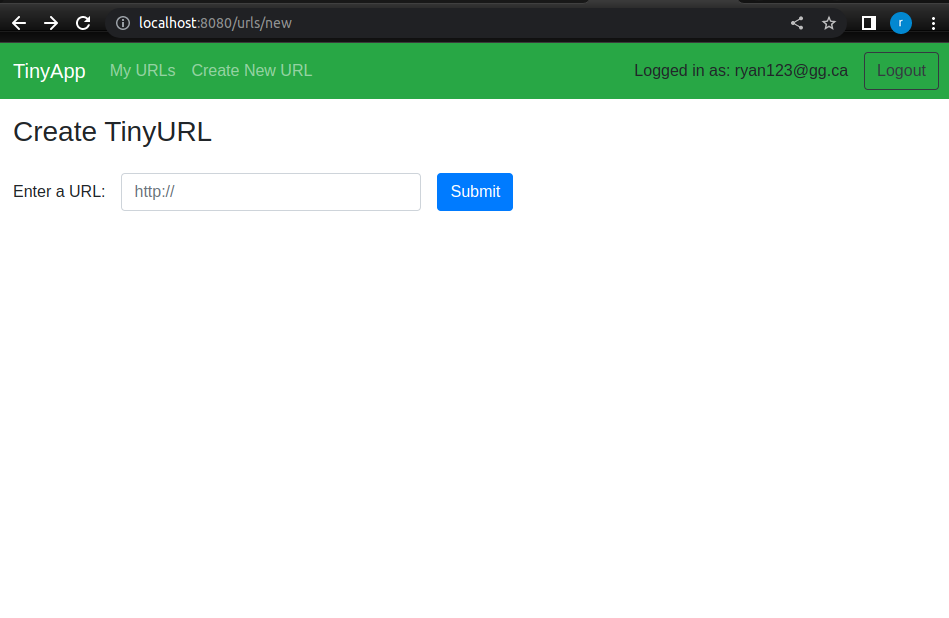 localhost:8080/urls/new r
TinyApp My URLs Create New URL Logged in as: ryan123@gg.ca Logout
Create TinyURL
Enter a URL: http:// Submit